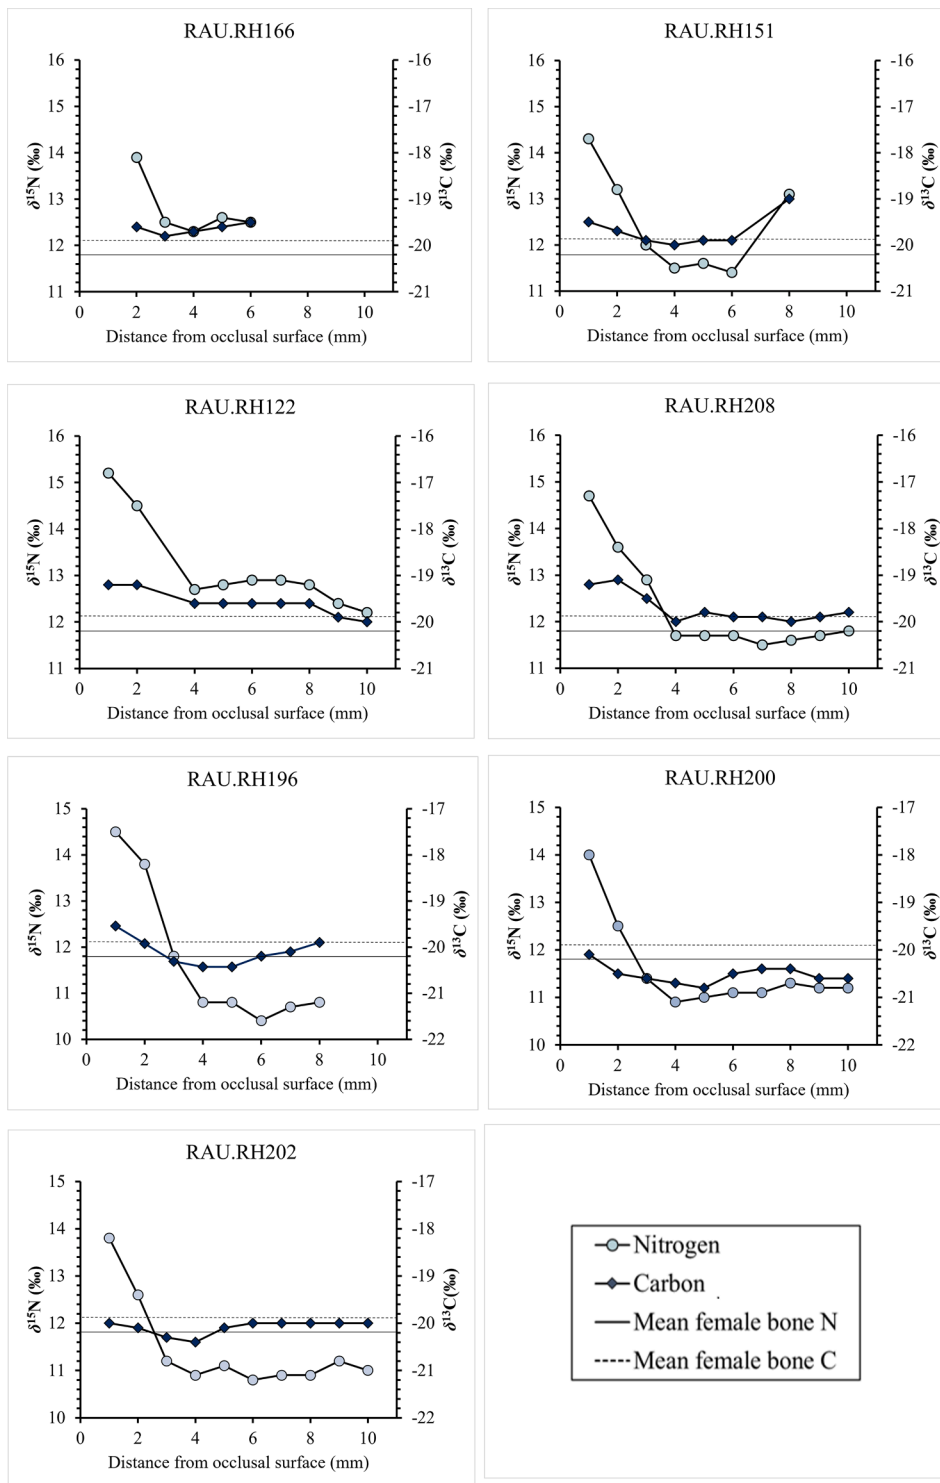 RAU.RH166
16
15
14
13
12
11
δ¹⁵N (‰)
-16
-17
-18
-19
-20
-21
δ¹³C (‰)
0 2 4 6 8 10
Distance from occlusal surface (mm)
RAU.RH151
16
15
14
13
12
11
δ¹⁵N (‰)
-16
-17
-18
-19
-20
-21
δ¹³C (‰)
0 2 4 6 8 10
Distance from occlusal surface (mm)
RAU.RH122
16
15
14
13
12
11
δ¹⁵N (‰)
-16
-17
-18
-19
-20
-21
δ¹³C (‰)
0 2 4 6 8 10
Distance from occlusal surface (mm)
RAU.RH208
16
15
14
13
12
11
δ¹⁵N (‰)
-16
-17
-18
-19
-20
-21
δ¹³C (‰)
0 2 4 6 8 10
Distance from occlusal surface (mm)
RAU.RH196
15
14
13
12
11
10
δ¹⁵N (‰)
-17
-18
-19
-20
-21
-22
δ¹³C (‰)
0 2 4 6 8 10
Distance from occlusal surface (mm)
RAU.RH200
15
14
13
12
11
10
δ¹⁵N (‰)
-17
-18
-19
-20
-21
-22
δ¹³C (‰)
0 2 4 6 8 10
Distance from occlusal surface (mm)
RAU.RH202
15
14
13
12
11
10
δ¹⁵N (‰)
-17
-18
-19
-20
-21
-22
δ¹³C(‰)
0 2 4 6 8 10
Distance from occlusal surface (mm)
Nitrogen
Carbon
Mean female bone N
Mean female bone C